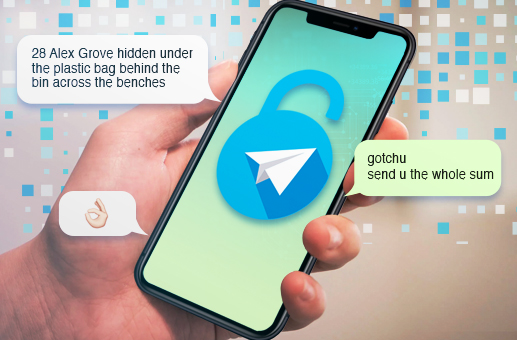 28 Alex Grove hidden under
the plastic bag behind the
bin across the benches
gotchu
send u the whole sum